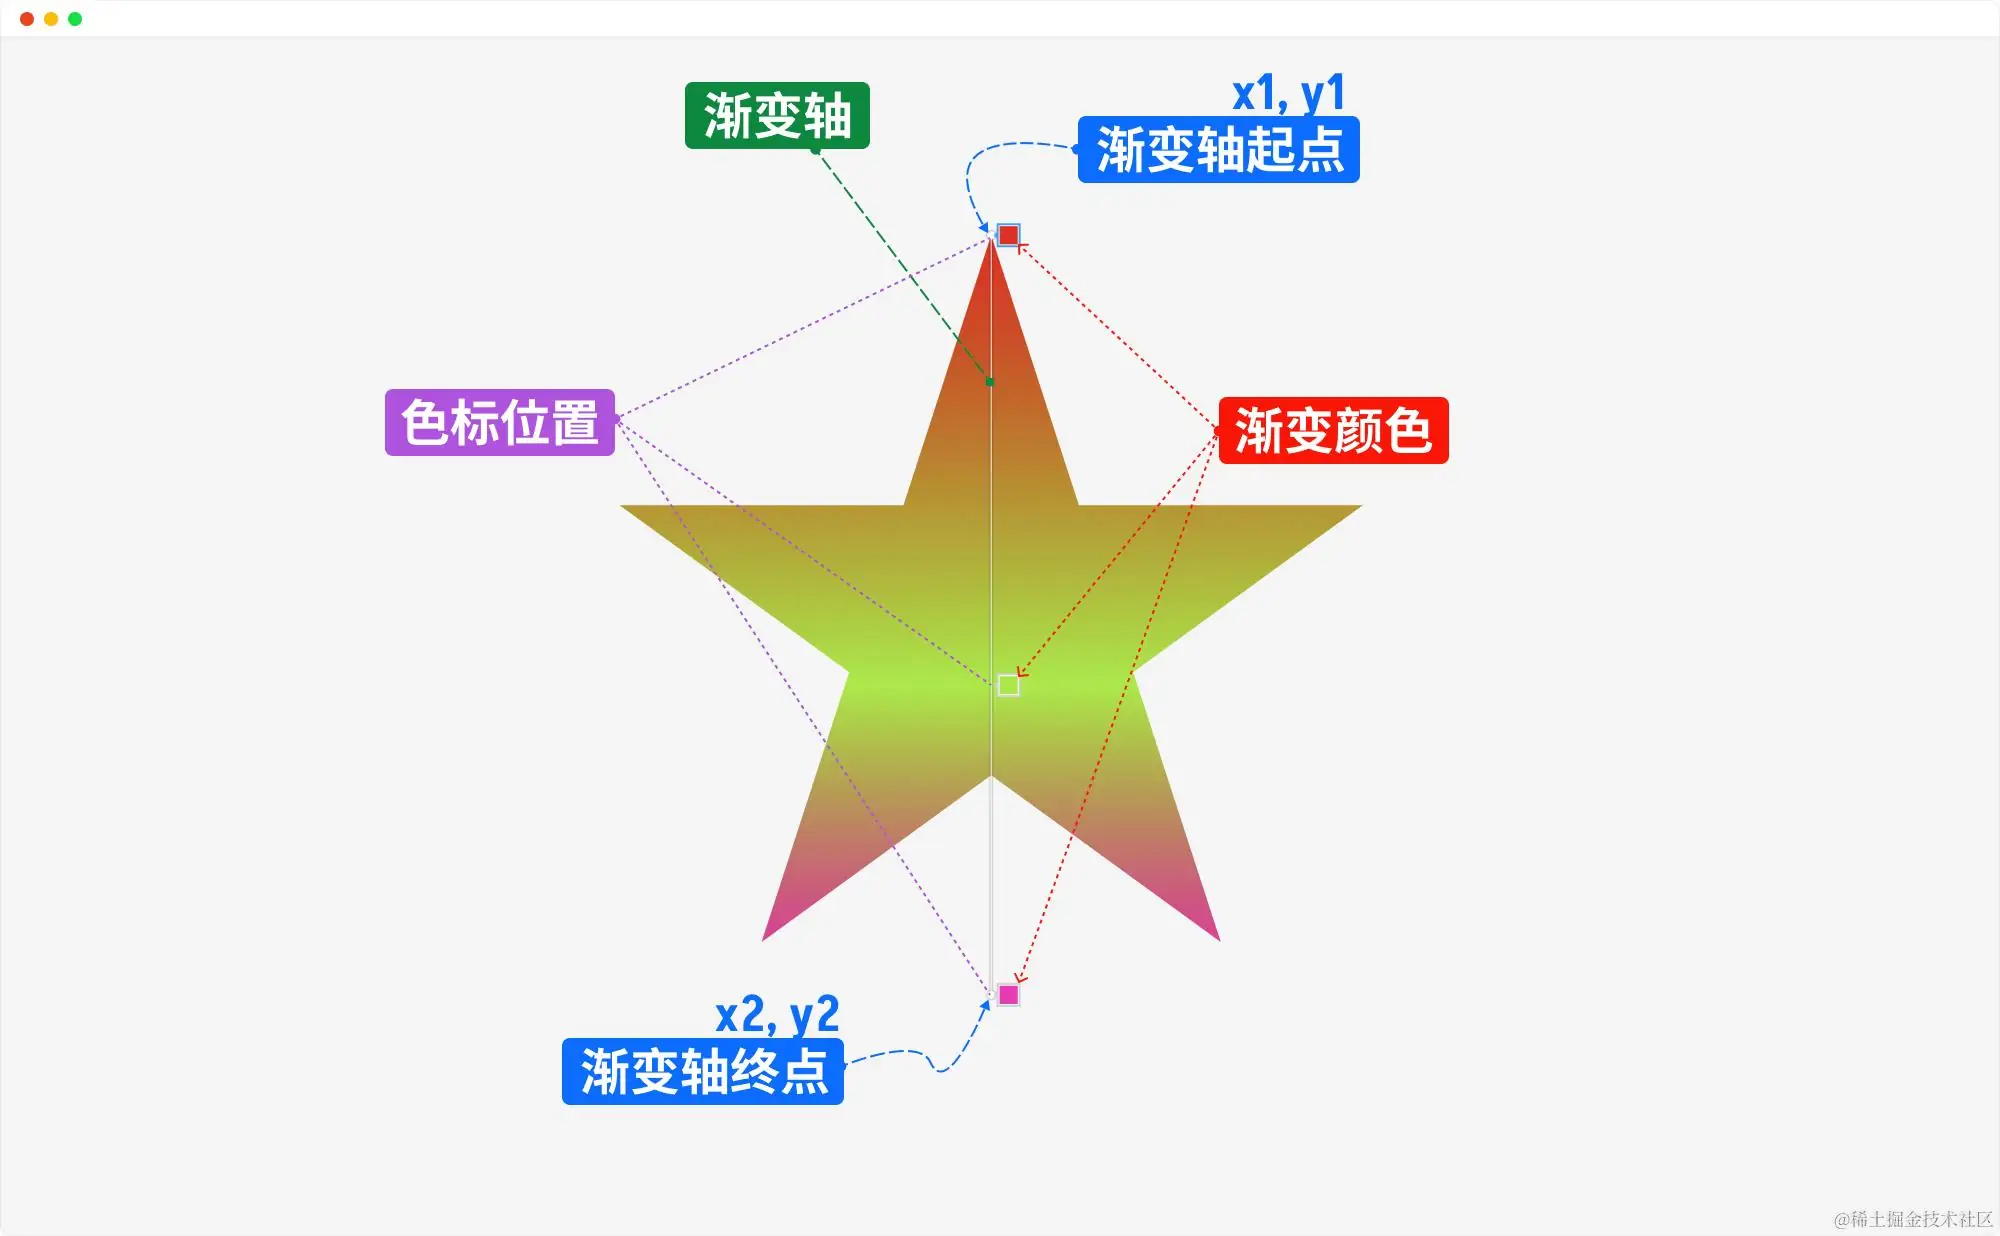 渐变轴
x1, y1
渐变轴起点
色标位置
渐变颜色
x2, y2
渐变轴终点
@稀土掘金技术社区